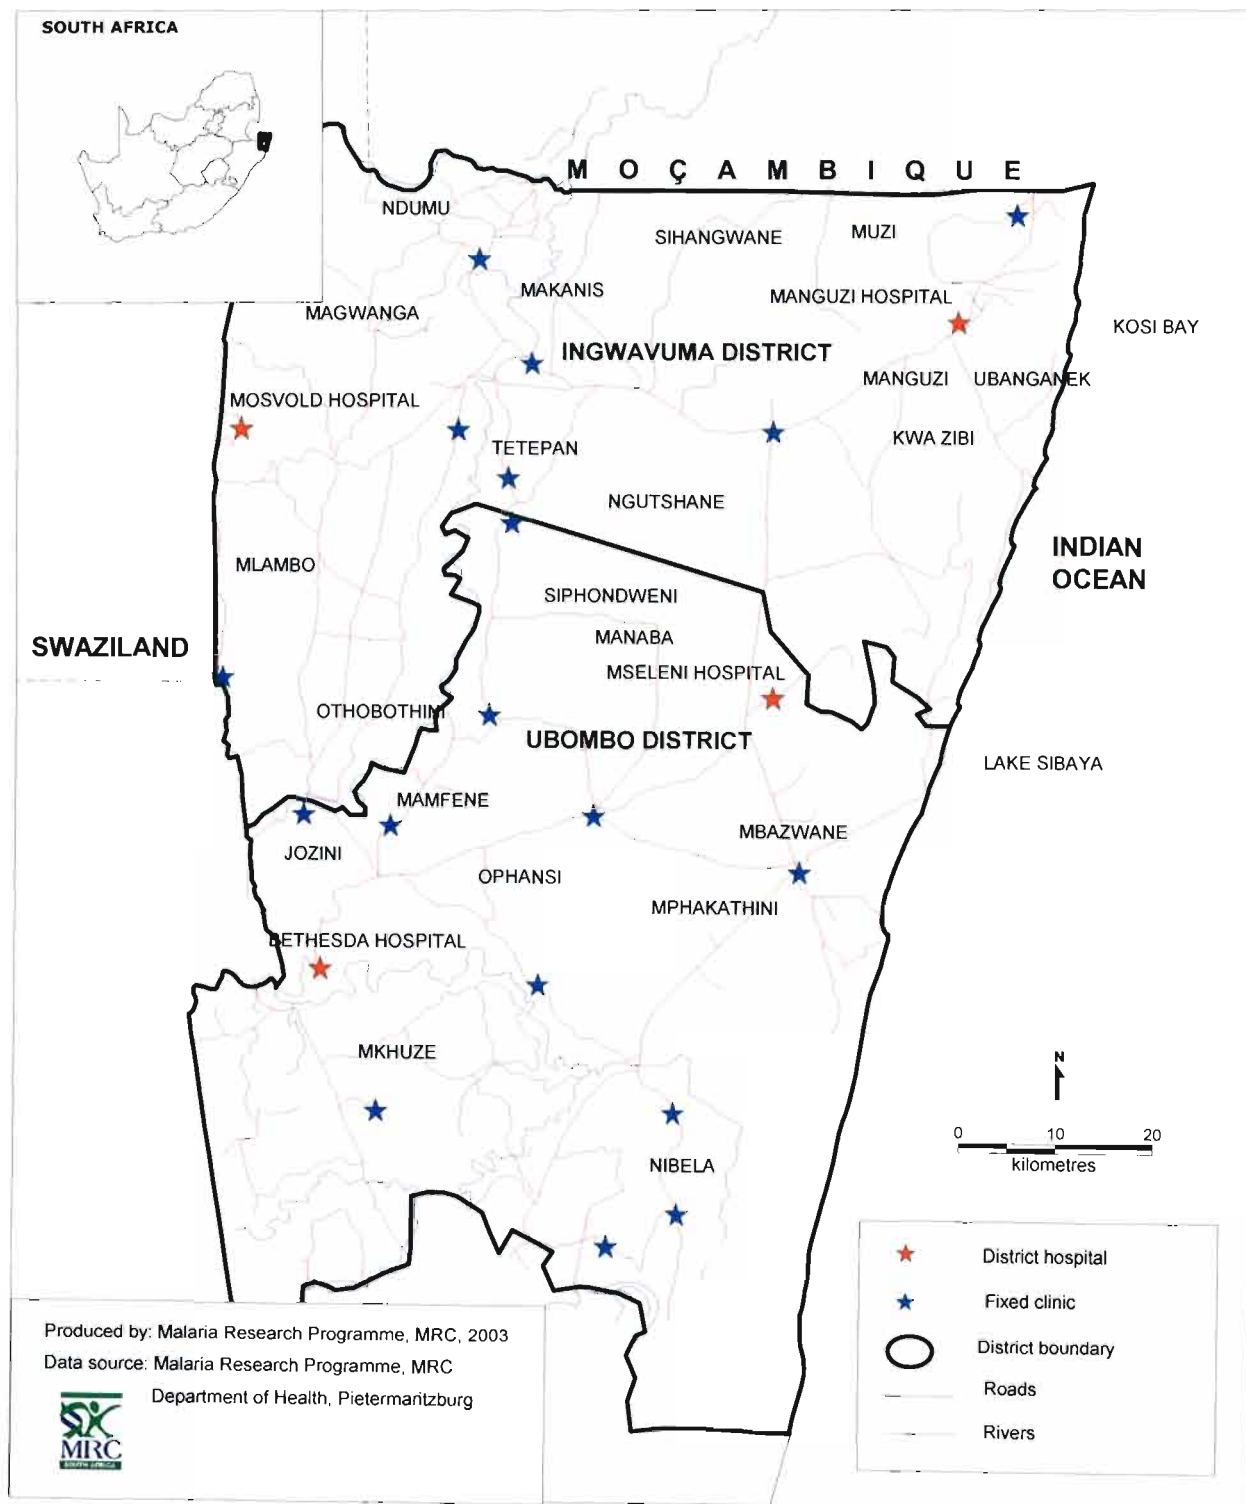 SOUTH AFRICA
M O Ç A M B I Q U E
NDUMU
SIHANGWANE
MUZI
MAKANIS
MANGUZI HOSPITAL
MAGWANGA
KOSI BAY
INGWAVUMA DISTRICT
MANGUZI
UBANGANEK
MOSVOLD HOSPITAL
KWA ZIBI
TETEPAN
NGUTSHANE
INDIAN
OCEAN
MLAMBO
SIPHONDWENI
MANABA
SWAZILAND
MSELENI HOSPITAL
OTHOBOTHINI
UBOMBO DISTRICT
LAKE SIBAYA
MAMFENE
MBAZWANE
JOZINI
OPHANSI
MPHAKATHINI
BETHESDA HOSPITAL
MKHUZE
N
0 10 20
kilometres
NIBELA
District hospital
Fixed clinic
District boundary
Roads
Rivers
Produced by: Malaria Research Programme, MRC, 2003
Data source: Malaria Research Programme, MRC
Department of Health, Pietermaritzburg
MRC
SOUTH AFRICA